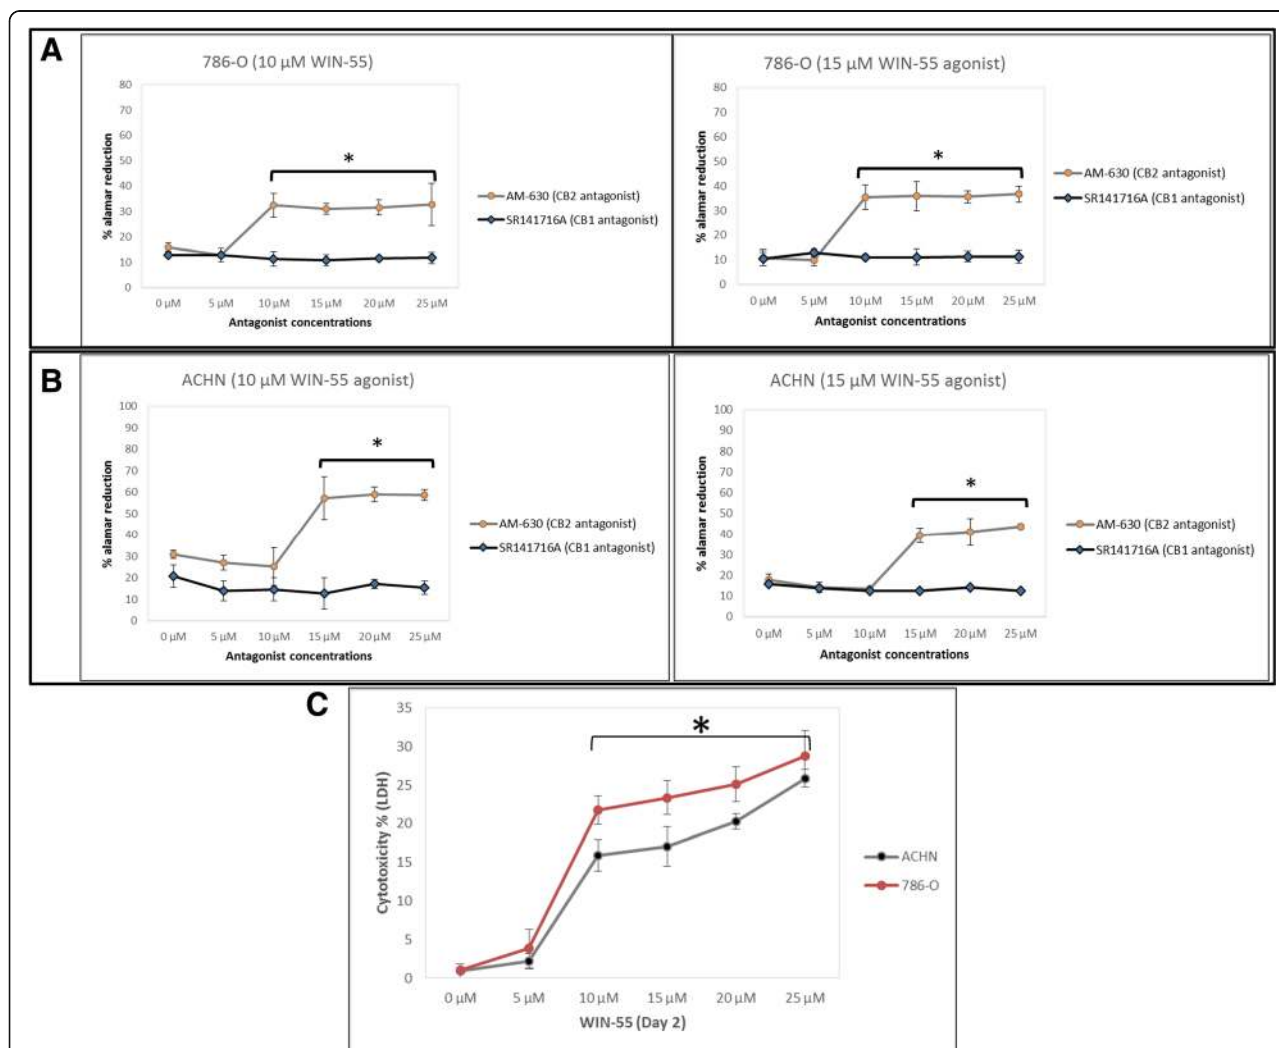 A
786-O (10 µM WIN-55)
80
70
60
50
40
30
20
10
0
% alamar reduction
*
0 µM 5 µM 10 µM 15 µM 20 µM 25 µM
Antagonist concentrations
AM-630 (CB2 antagonist)
SR141716A (CB1 antagonist)
786-O (15 µM WIN-55 agonist)
80
70
60
50
40
30
20
10
0
% alamar reduction
*
0 µM 5 µM 10 µM 15 µM 20 µM 25 µM
Antagonist concentrations
AM-630 (CB2 antagonist)
SR141716A (CB1 antagonist)
B
ACHN (10 µM WIN-55 agonist)
100
90
80
70
60
50
40
30
20
10
0
% alamar reduction
*
0 µM 5 µM 10 µM 15 µM 20 µM 25 µM
Antagonist concentrations
AM-630 (CB2 antagonist)
SR141716A (CB1 antagonist)
ACHN (15 µM WIN-55 agonist)
100
90
80
70
60
50
40
30
20
10
0
% alamar reduction
*
0 µM 5 µM 10 µM 15 µM 20 µM 25 µM
Antagonist concentrations
AM-630 (CB2 antagonist)
SR141716A (CB1 antagonist)
C
35
30
25
20
15
10
5
0
Cytotoxicity % (LDH)
*
0 µM 5 µM 10 µM 15 µM 20 µM 25 µM
WIN-55 (Day 2)
ACHN
786-O